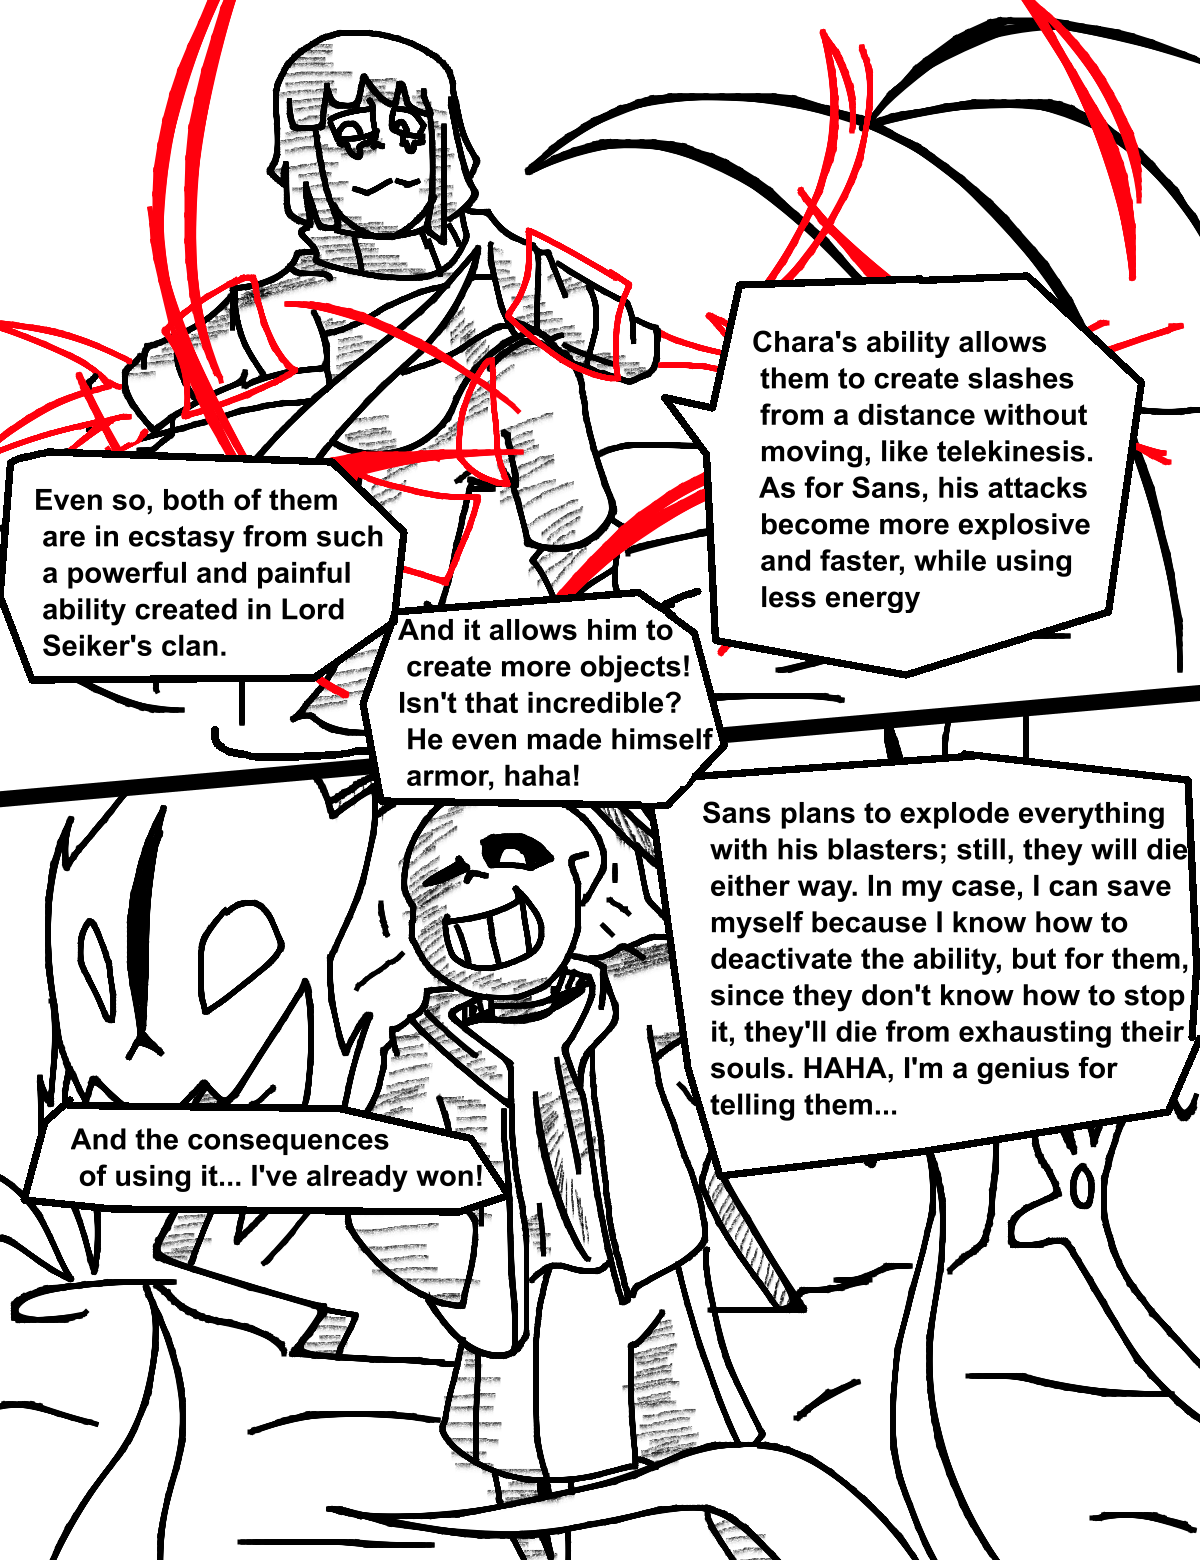 Chara's ability allows
them to create slashes
from a distance without
moving, like telekinesis.
As for Sans, his attacks
become more explosive
and faster, while using
less energy
Even so, both of them
are in ecstasy from such
a powerful and painful
ability created in Lord
Seiker's clan.
And it allows him to
create more objects!
Isn't that incredible?
He even made himself
armor, haha!
Sans plans to explode everything
with his blasters; still, they will die
either way. In my case, I can save
myself because I know how to
deactivate the ability, but for them,
since they don't know how to stop
it, they'll die from exhausting their
souls. HAHA, I'm a genius for
telling them...
And the consequences
of using it... I've already won!